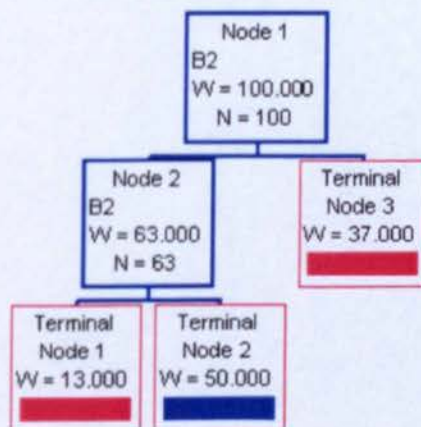 Node 1
B2
W = 100.000
N = 100
Node 2
B2
W = 63.000
N = 63
Terminal
Node 3
W = 37.000
Terminal
Node 1
W = 13.000
Terminal
Node 2
W = 50.000